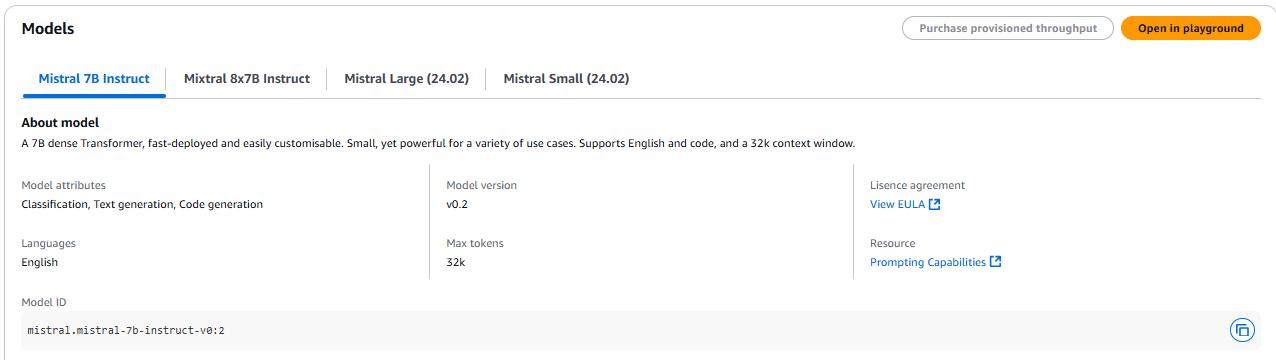 Models
Purchase provisioned throughput
Open in playground
Mistral 7B Instruct
Mixtral 8x7B Instruct
Mistral Large (24.02)
Mistral Small (24.02)
About model
A 7B dense Transformer, fast-deployed and easily customisable. Small, yet powerful for a variety of use cases. Supports English and code, and a 32k context window.
Model attributes
Classification, Text generation, Code generation
Model version
v0.2
Lisence agreement
View EULA
Languages
English
Max tokens
32k
Resource
Prompting Capabilities
Model ID
mistral.mistral-7b-instruct-v0:2